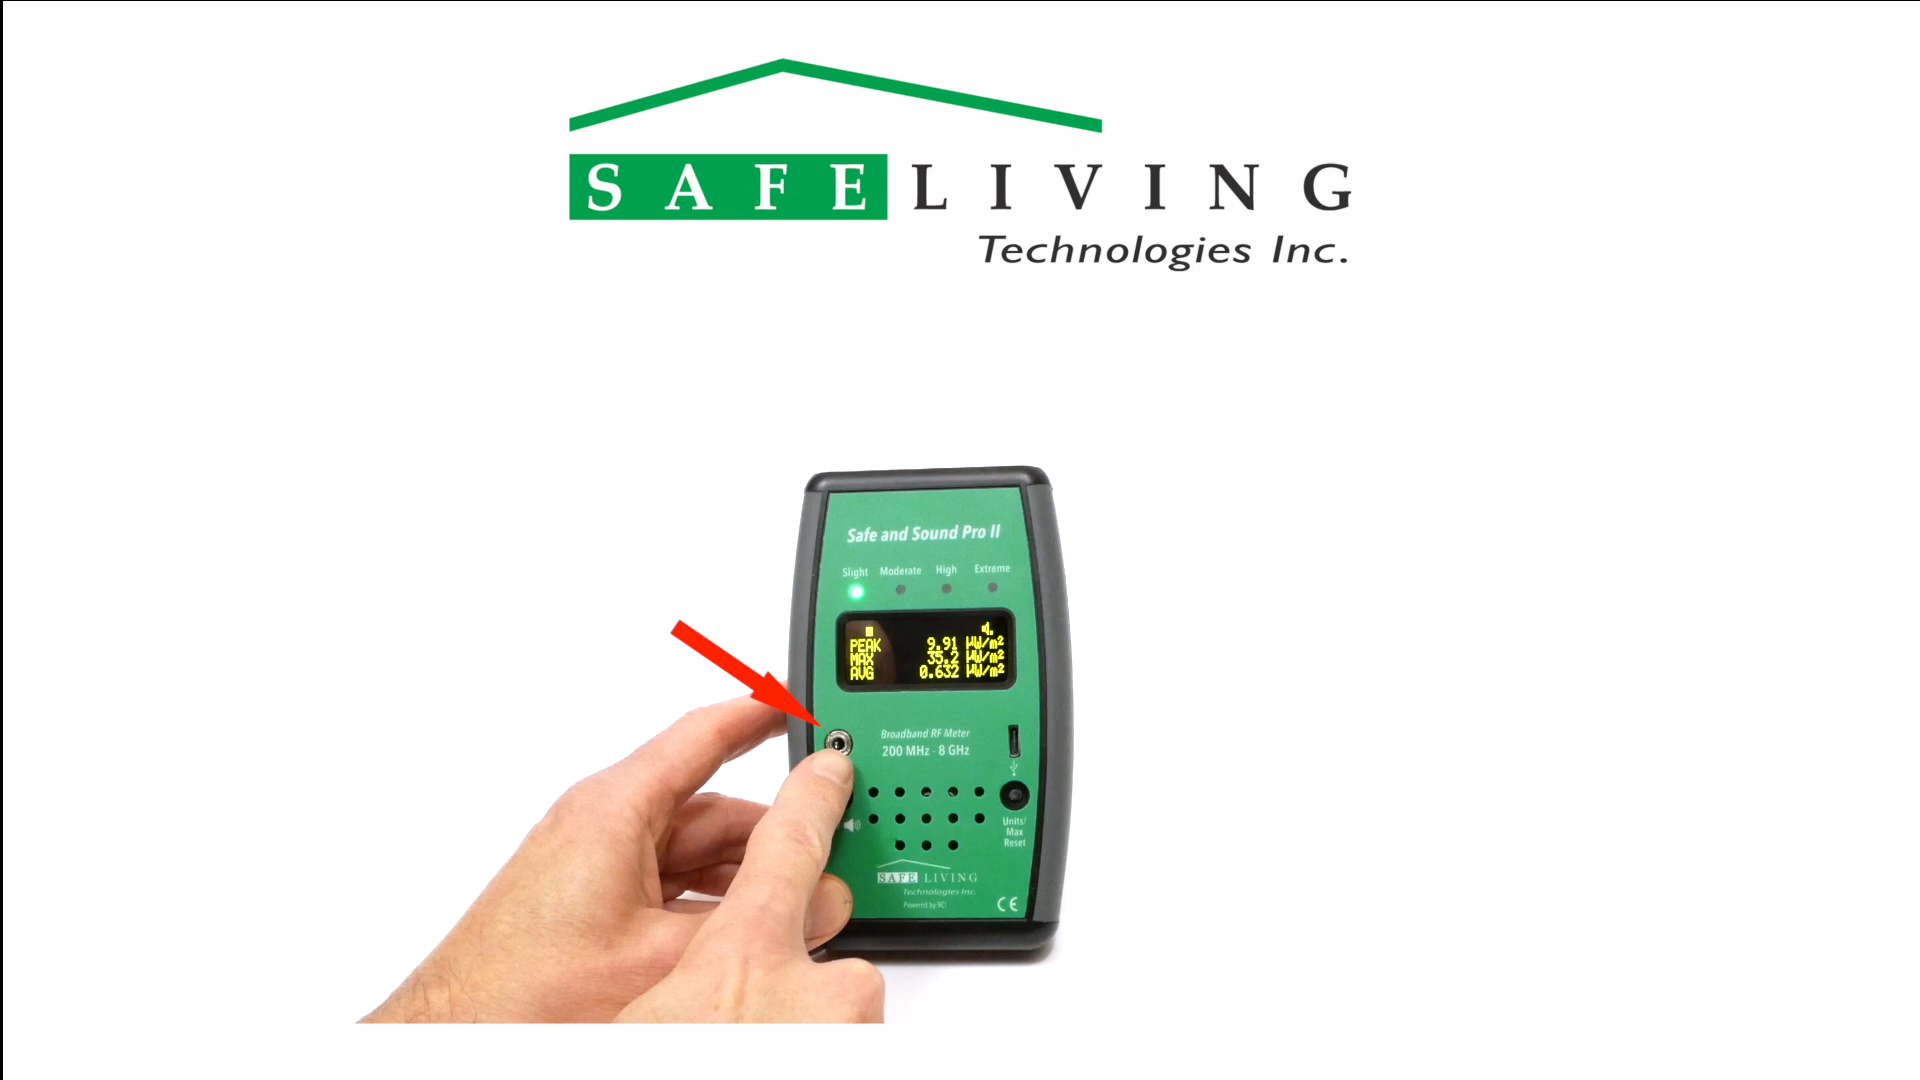 SAFELIVING
Technologies Inc.
Safe and Sound Pro II
Slight Moderate High Extreme
PEAK 9.91 µW/m²
MAX 35.2 µW/m²
AVG 0.632 µW/m²
Broadband RF Meter
200 MHz - 8 GHz
Units/
Max
Reset
SAFE LIVING
Technologies Inc.
Powered by RCI
CE